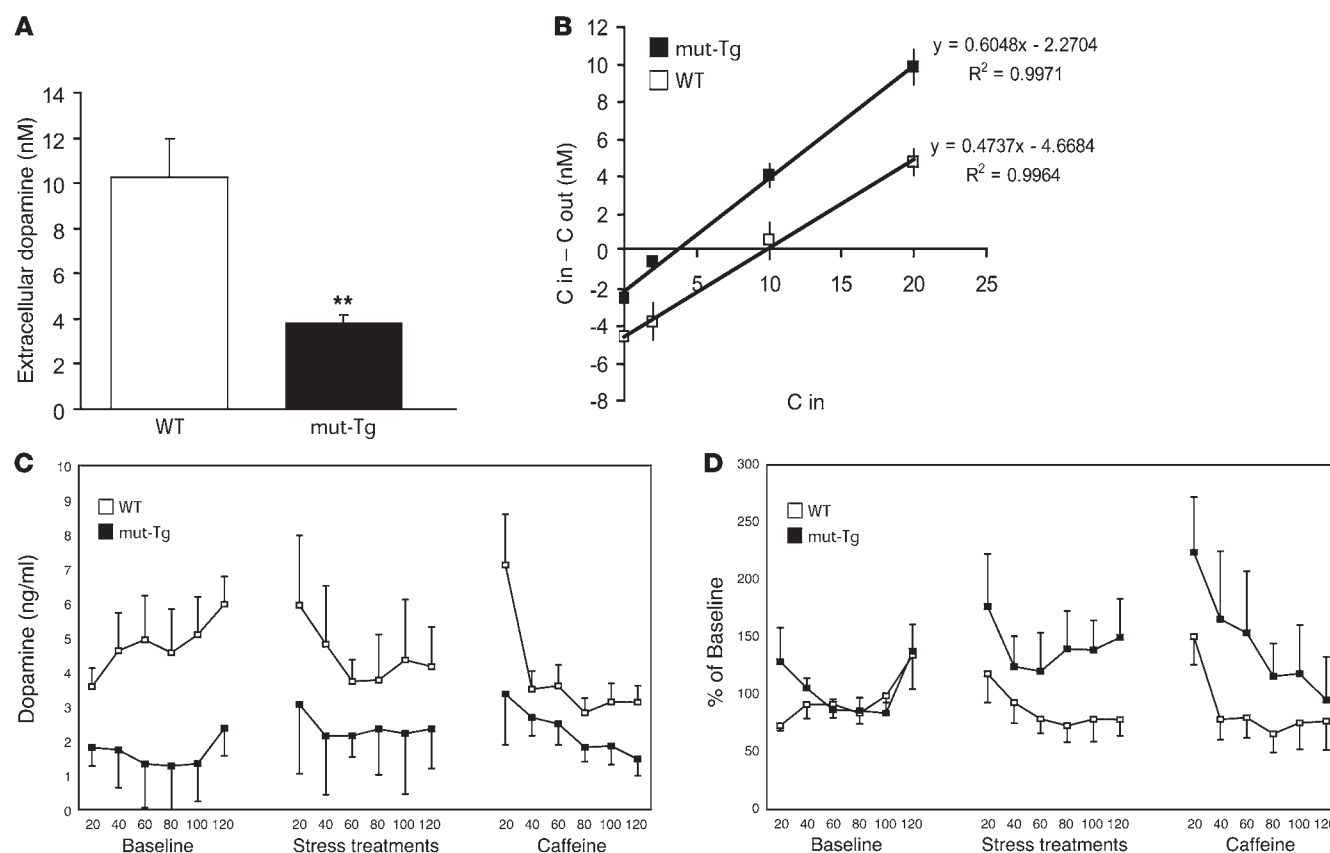 A
Extracellular dopamine (nM)
14
12
10
8
6
4
2
0
**
WT
mut-Tg
B
C in – C out (nM)
12
10
8
6
4
2
0
-2
-4
-6
-8
mut-Tg
WT
y = 0.6048x - 2.2704
R² = 0.9971
y = 0.4737x - 4.6684
R² = 0.9964
5 10 15 20 25
C in
C
Dopamine (ng/ml)
10
9
8
7
6
5
4
3
2
1
0
WT
mut-Tg
20 40 60 80 100 120 20 40 60 80 100 120 20 40 60 80 100 120
Baseline Stress treatments Caffeine
D
% of Baseline
300
250
200
150
100
50
0
WT
mut-Tg
20 40 60 80 100 120 20 40 60 80 100 120 20 40 60 80 100 120
Baseline Stress treatments Caffeine